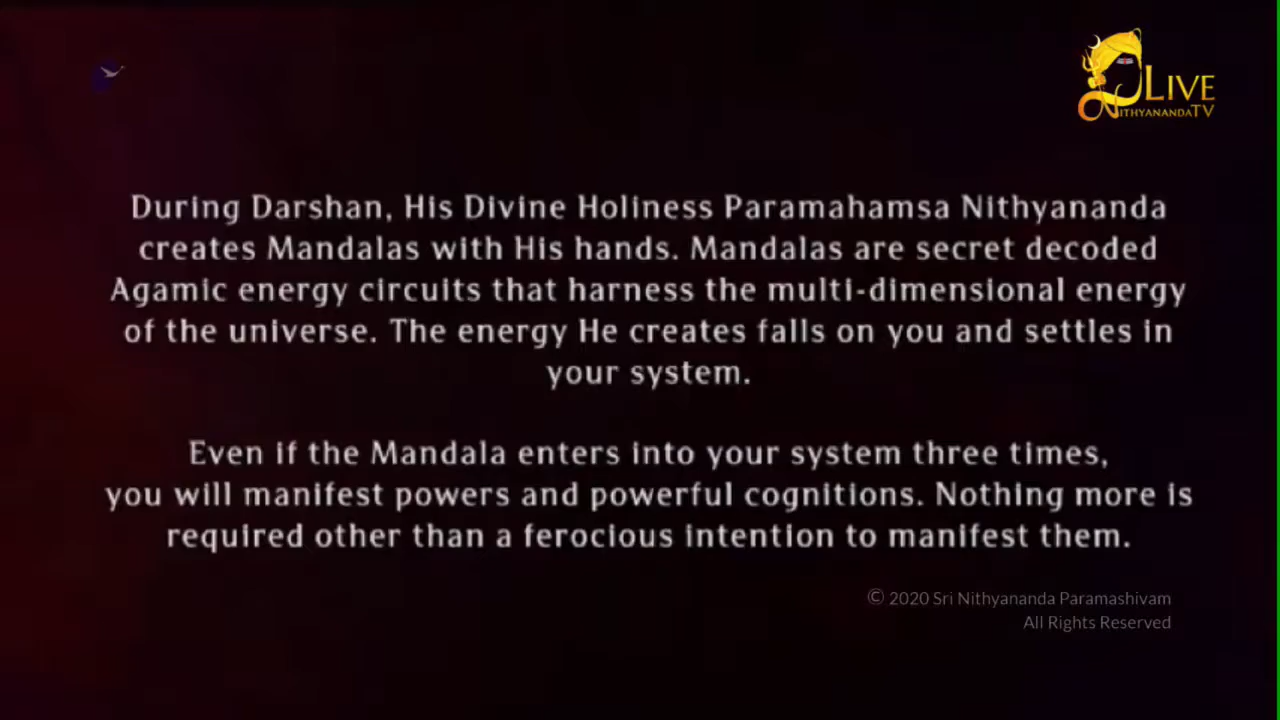 LIVE
NITHYANANDATV
During Darshan, His Divine Holiness Paramahamsa Nithyananda
creates Mandalas with His hands. Mandalas are secret decoded
Agamic energy circuits that harness the multi-dimensional energy
of the universe. The energy He creates falls on you and settles in
your system.
Even if the Mandala enters into your system three times,
you will manifest powers and powerful cognitions. Nothing more is
required other than a ferocious intention to manifest them.
© 2020 Sri Nithyananda Paramashivam
All Rights Reserved